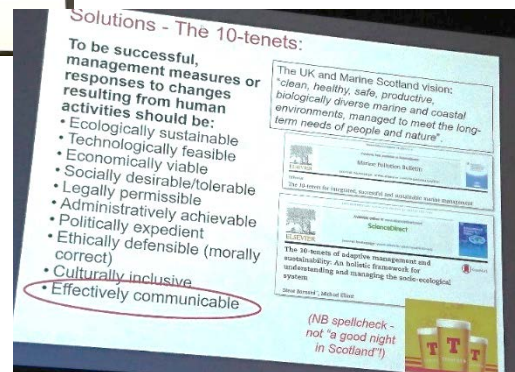 Solutions - The 10-tenets:
To be successful,
management measures or
responses to changes
resulting from human
activities should be:
• Ecologically sustainable
• Technologically feasible
• Economically viable
• Socially desirable/tolerable
• Legally permissible
• Administratively achievable
• Politically expedient
• Ethically defensible (morally
correct)
• Culturally inclusive
• Effectively communicable
The UK and Marine Scotland vision:
"clean, healthy, safe, productive,
biologically diverse marine and coastal
environments, managed to meet the long-
term needs of people and nature".
Marine Pollution Bulletin
ELSEVIER
The 10-tenets for integrated, successful and sustainable marine management
ScienceDirect
ELSEVIER
The 10-tenets of adaptive management and
sustainability: An holistic framework for
understanding and managing the socio-ecological
system
(NB spellcheck -
not "a good night
in Scotland"!)
T T T